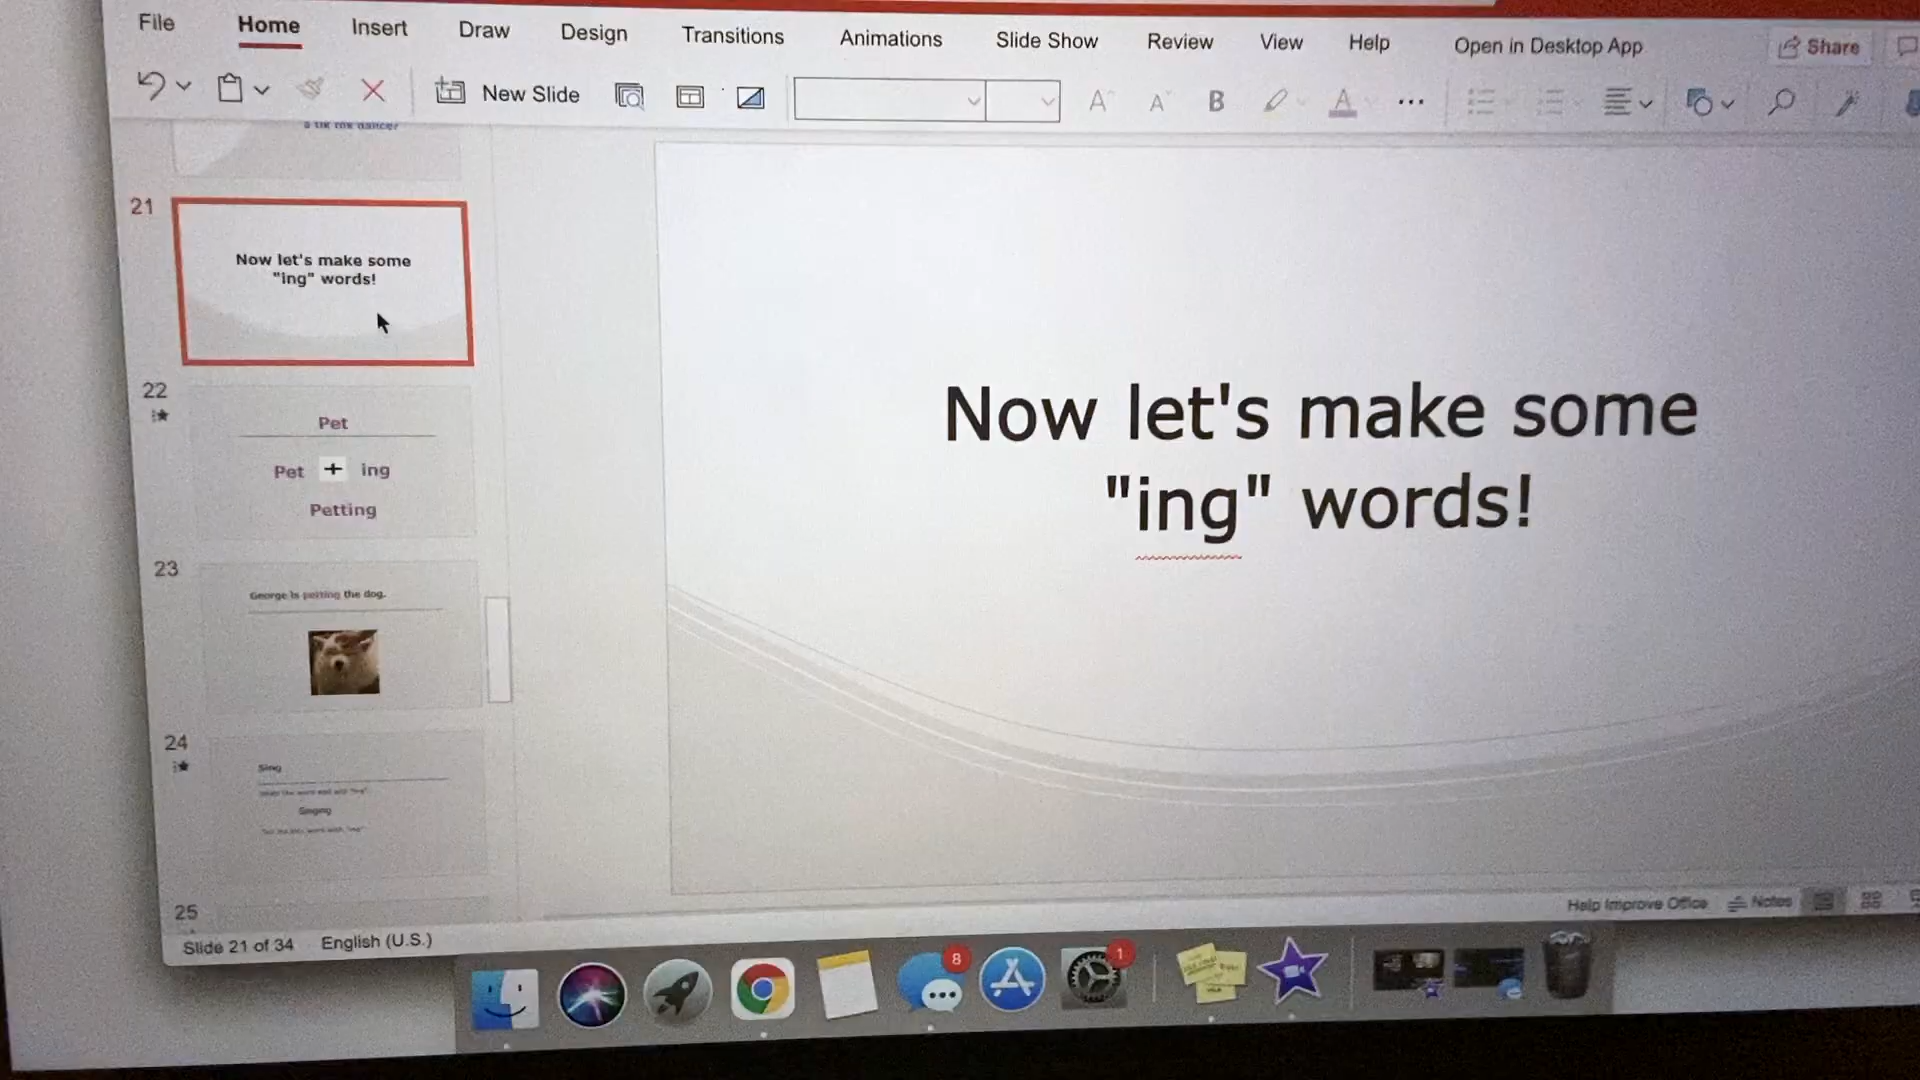 File Home Insert Draw Design Transitions Animations Slide Show Review View Help Open in Desktop App Share
New Slide B A
21
Now let's make some
"ing" words!
22
Pet
Pet + ing
Petting
23
George is petting the dog.
24
Sing
Singing
25
Now let's make some
"ing" words!
Help Improve Office Notes
Slide 21 of 34 English (U.S.)
8
1